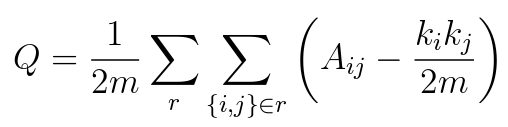 Q = \frac{1}{2m} \sum_{r} \sum_{\{i,j\} \in r} \left( A_{ij} - \frac{k_i k_j}{2m} \right)